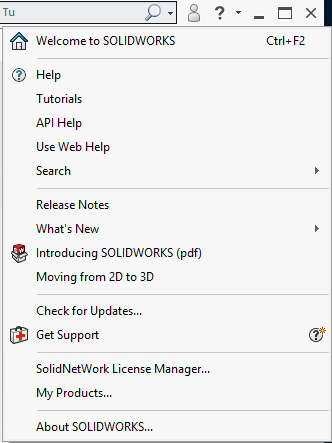 Tu
Welcome to SOLIDWORKS Ctrl+F2
Help
Tutorials
API Help
Use Web Help
Search
Release Notes
What's New
Introducing SOLIDWORKS (pdf)
Moving from 2D to 3D
Check for Updates...
Get Support
SolidNetWork License Manager...
My Products...
About SOLIDWORKS...